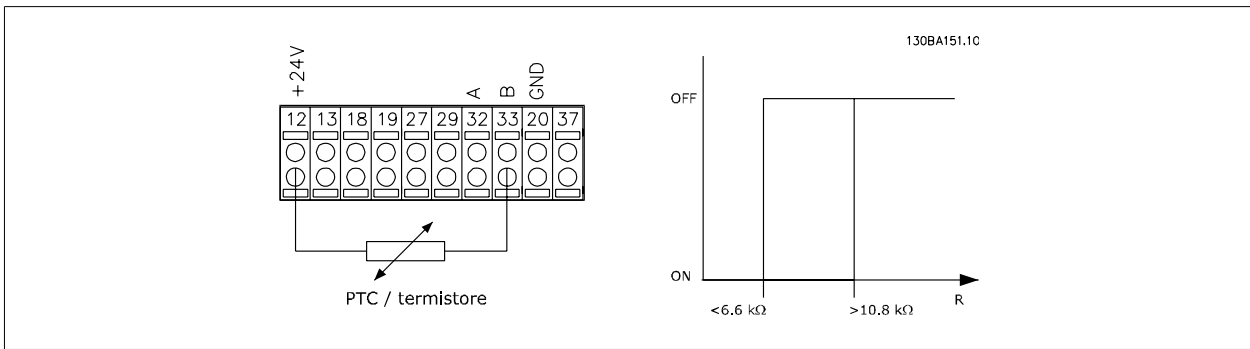 130BA151.10
+24V
A
B
GND
12 13 18 19 27 29 32 33 20 37
PTC / termistore
OFF
ON
<6.6 kΩ
>10.8 kΩ
R